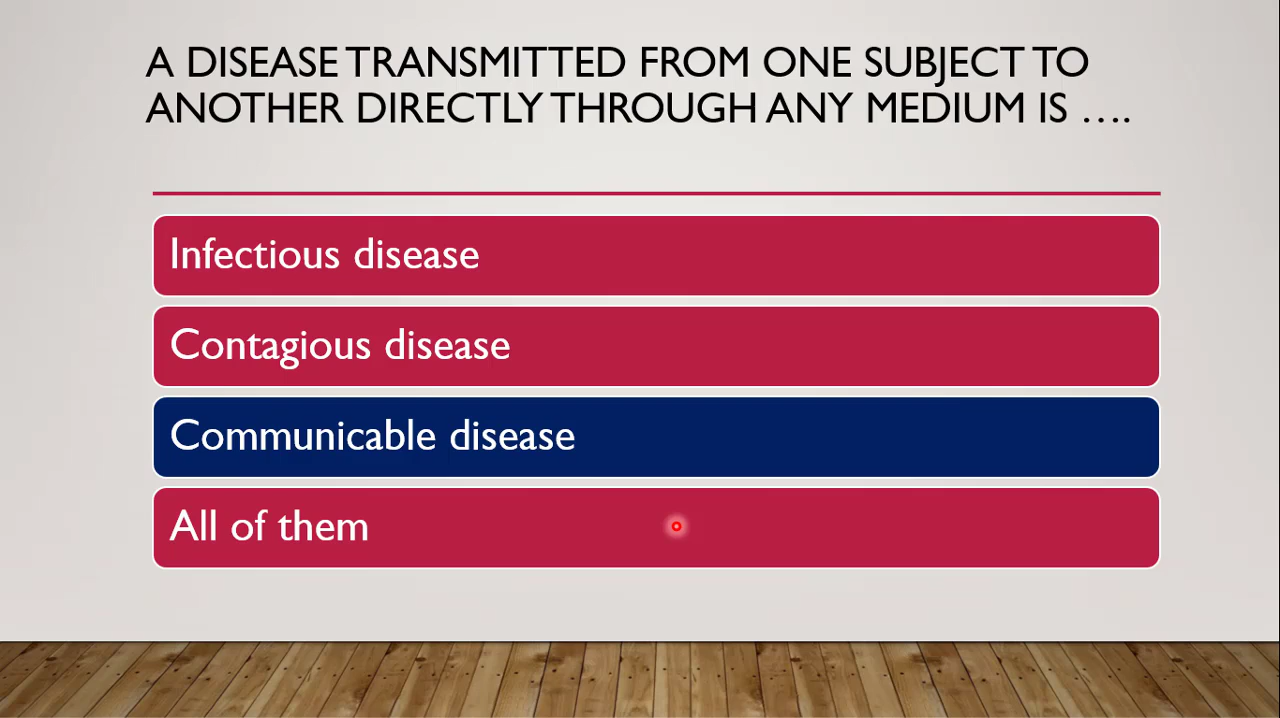 A DISEASE TRANSMITTED FROM ONE SUBJECT TO
ANOTHER DIRECTLY THROUGH ANY MEDIUM IS ….
Infectious disease
Contagious disease
Communicable disease
All of them